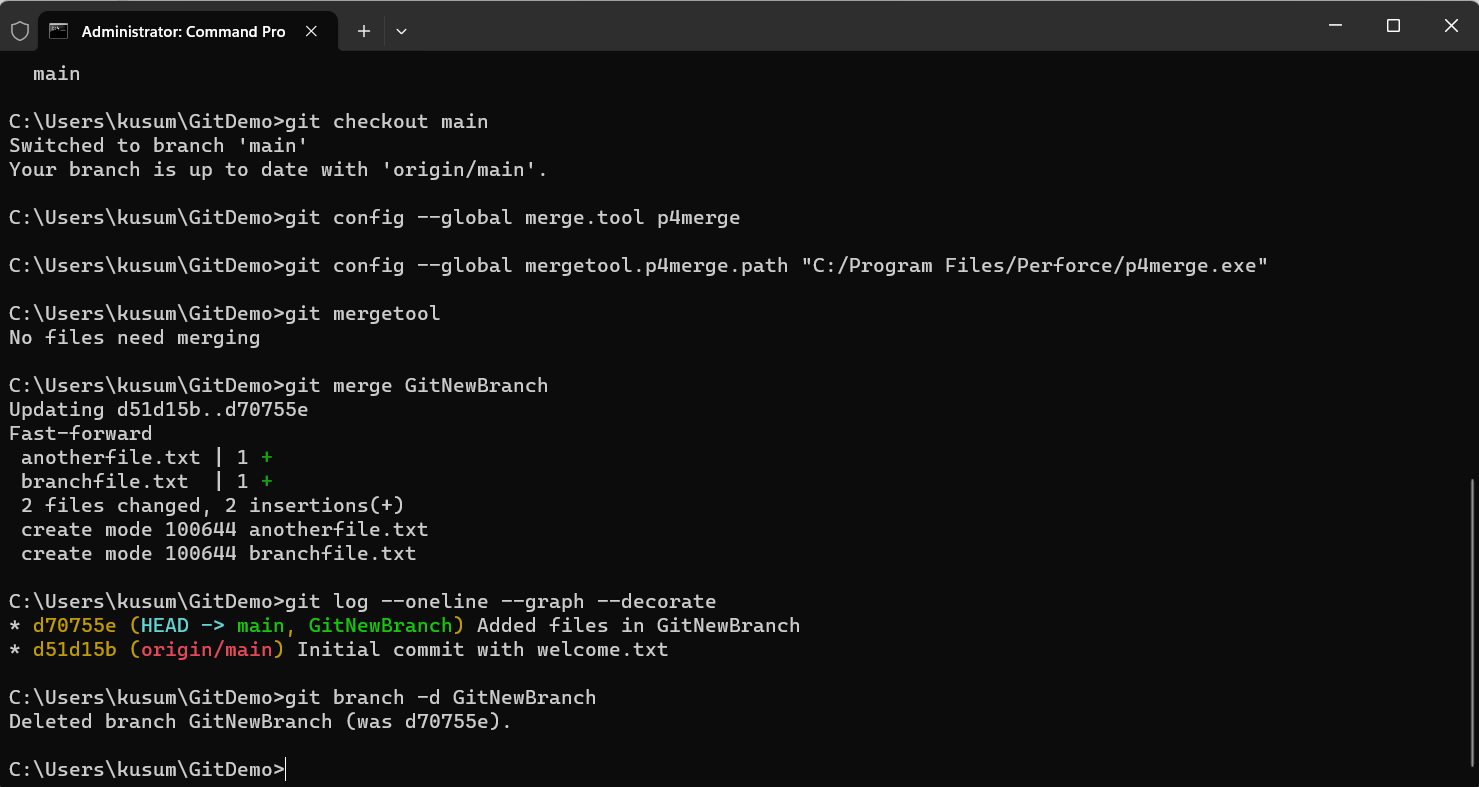 Administrator: Command Pro
main
C:\Users\kusum\GitDemo>git checkout main
Switched to branch 'main'
Your branch is up to date with 'origin/main'.
C:\Users\kusum\GitDemo>git config --global merge.tool p4merge
C:\Users\kusum\GitDemo>git config --global mergetool.p4merge.path "C:/Program Files/Perforce/p4merge.exe"
C:\Users\kusum\GitDemo>git mergetool
No files need merging
C:\Users\kusum\GitDemo>git merge GitNewBranch
Updating d51d15b..d70755e
Fast-forward
 anotherfile.txt | 1 +
 branchfile.txt  | 1 +
 2 files changed, 2 insertions(+)
 create mode 100644 anotherfile.txt
 create mode 100644 branchfile.txt
C:\Users\kusum\GitDemo>git log --oneline --graph --decorate
* d70755e (HEAD -> main, GitNewBranch) Added files in GitNewBranch
* d51d15b (origin/main) Initial commit with welcome.txt
C:\Users\kusum\GitDemo>git branch -d GitNewBranch
Deleted branch GitNewBranch (was d70755e).
C:\Users\kusum\GitDemo>